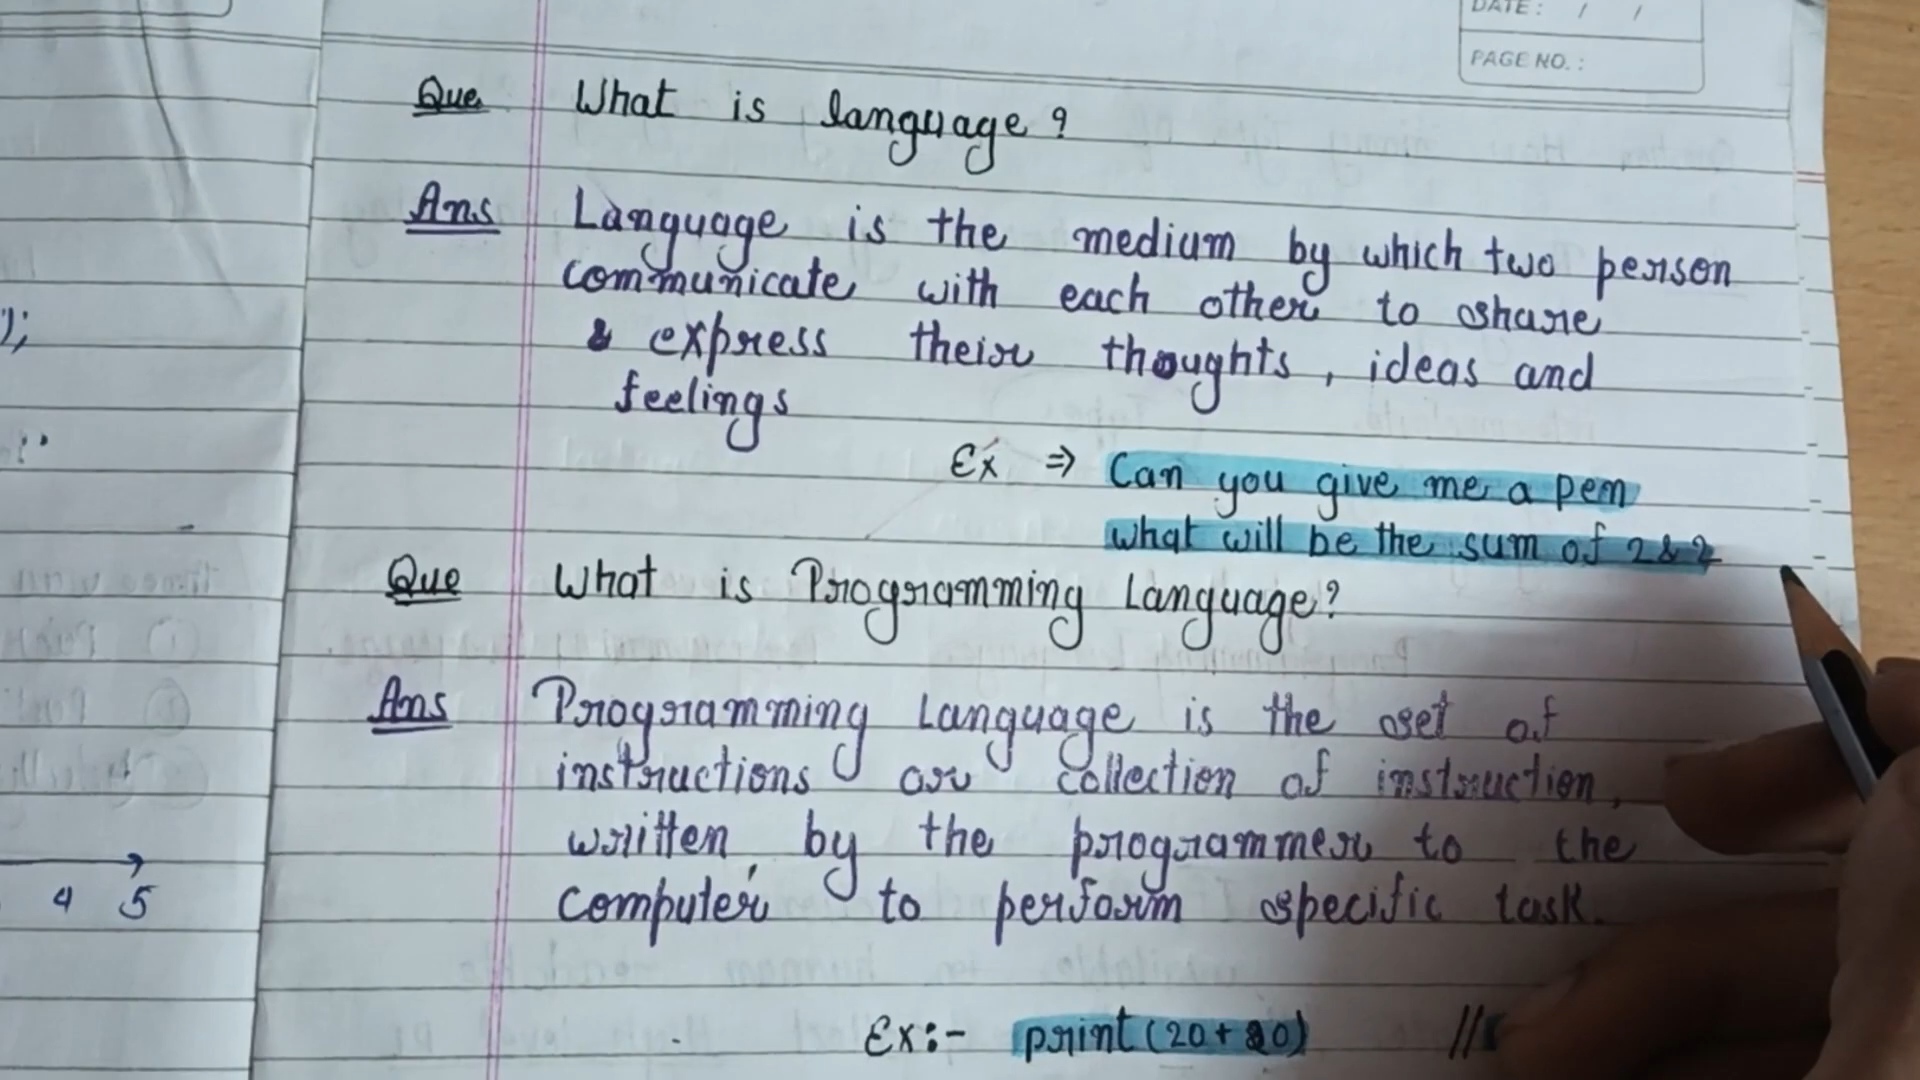 DATE: / /
PAGE NO.:
Que What is language?
Ans Language is the medium by which two person
communicate with each other to share
& express their thoughts, ideas and
feelings
Ex ⇒ Can you give me a pen
what will be the sum of 2 & 2
Que What is Programming Language?
Ans Programming Language is the set of
instructions or collection of instruction,
written by the programmer to the
computer to perform specific task.
Ex:- print(20+20) //
);
4 5